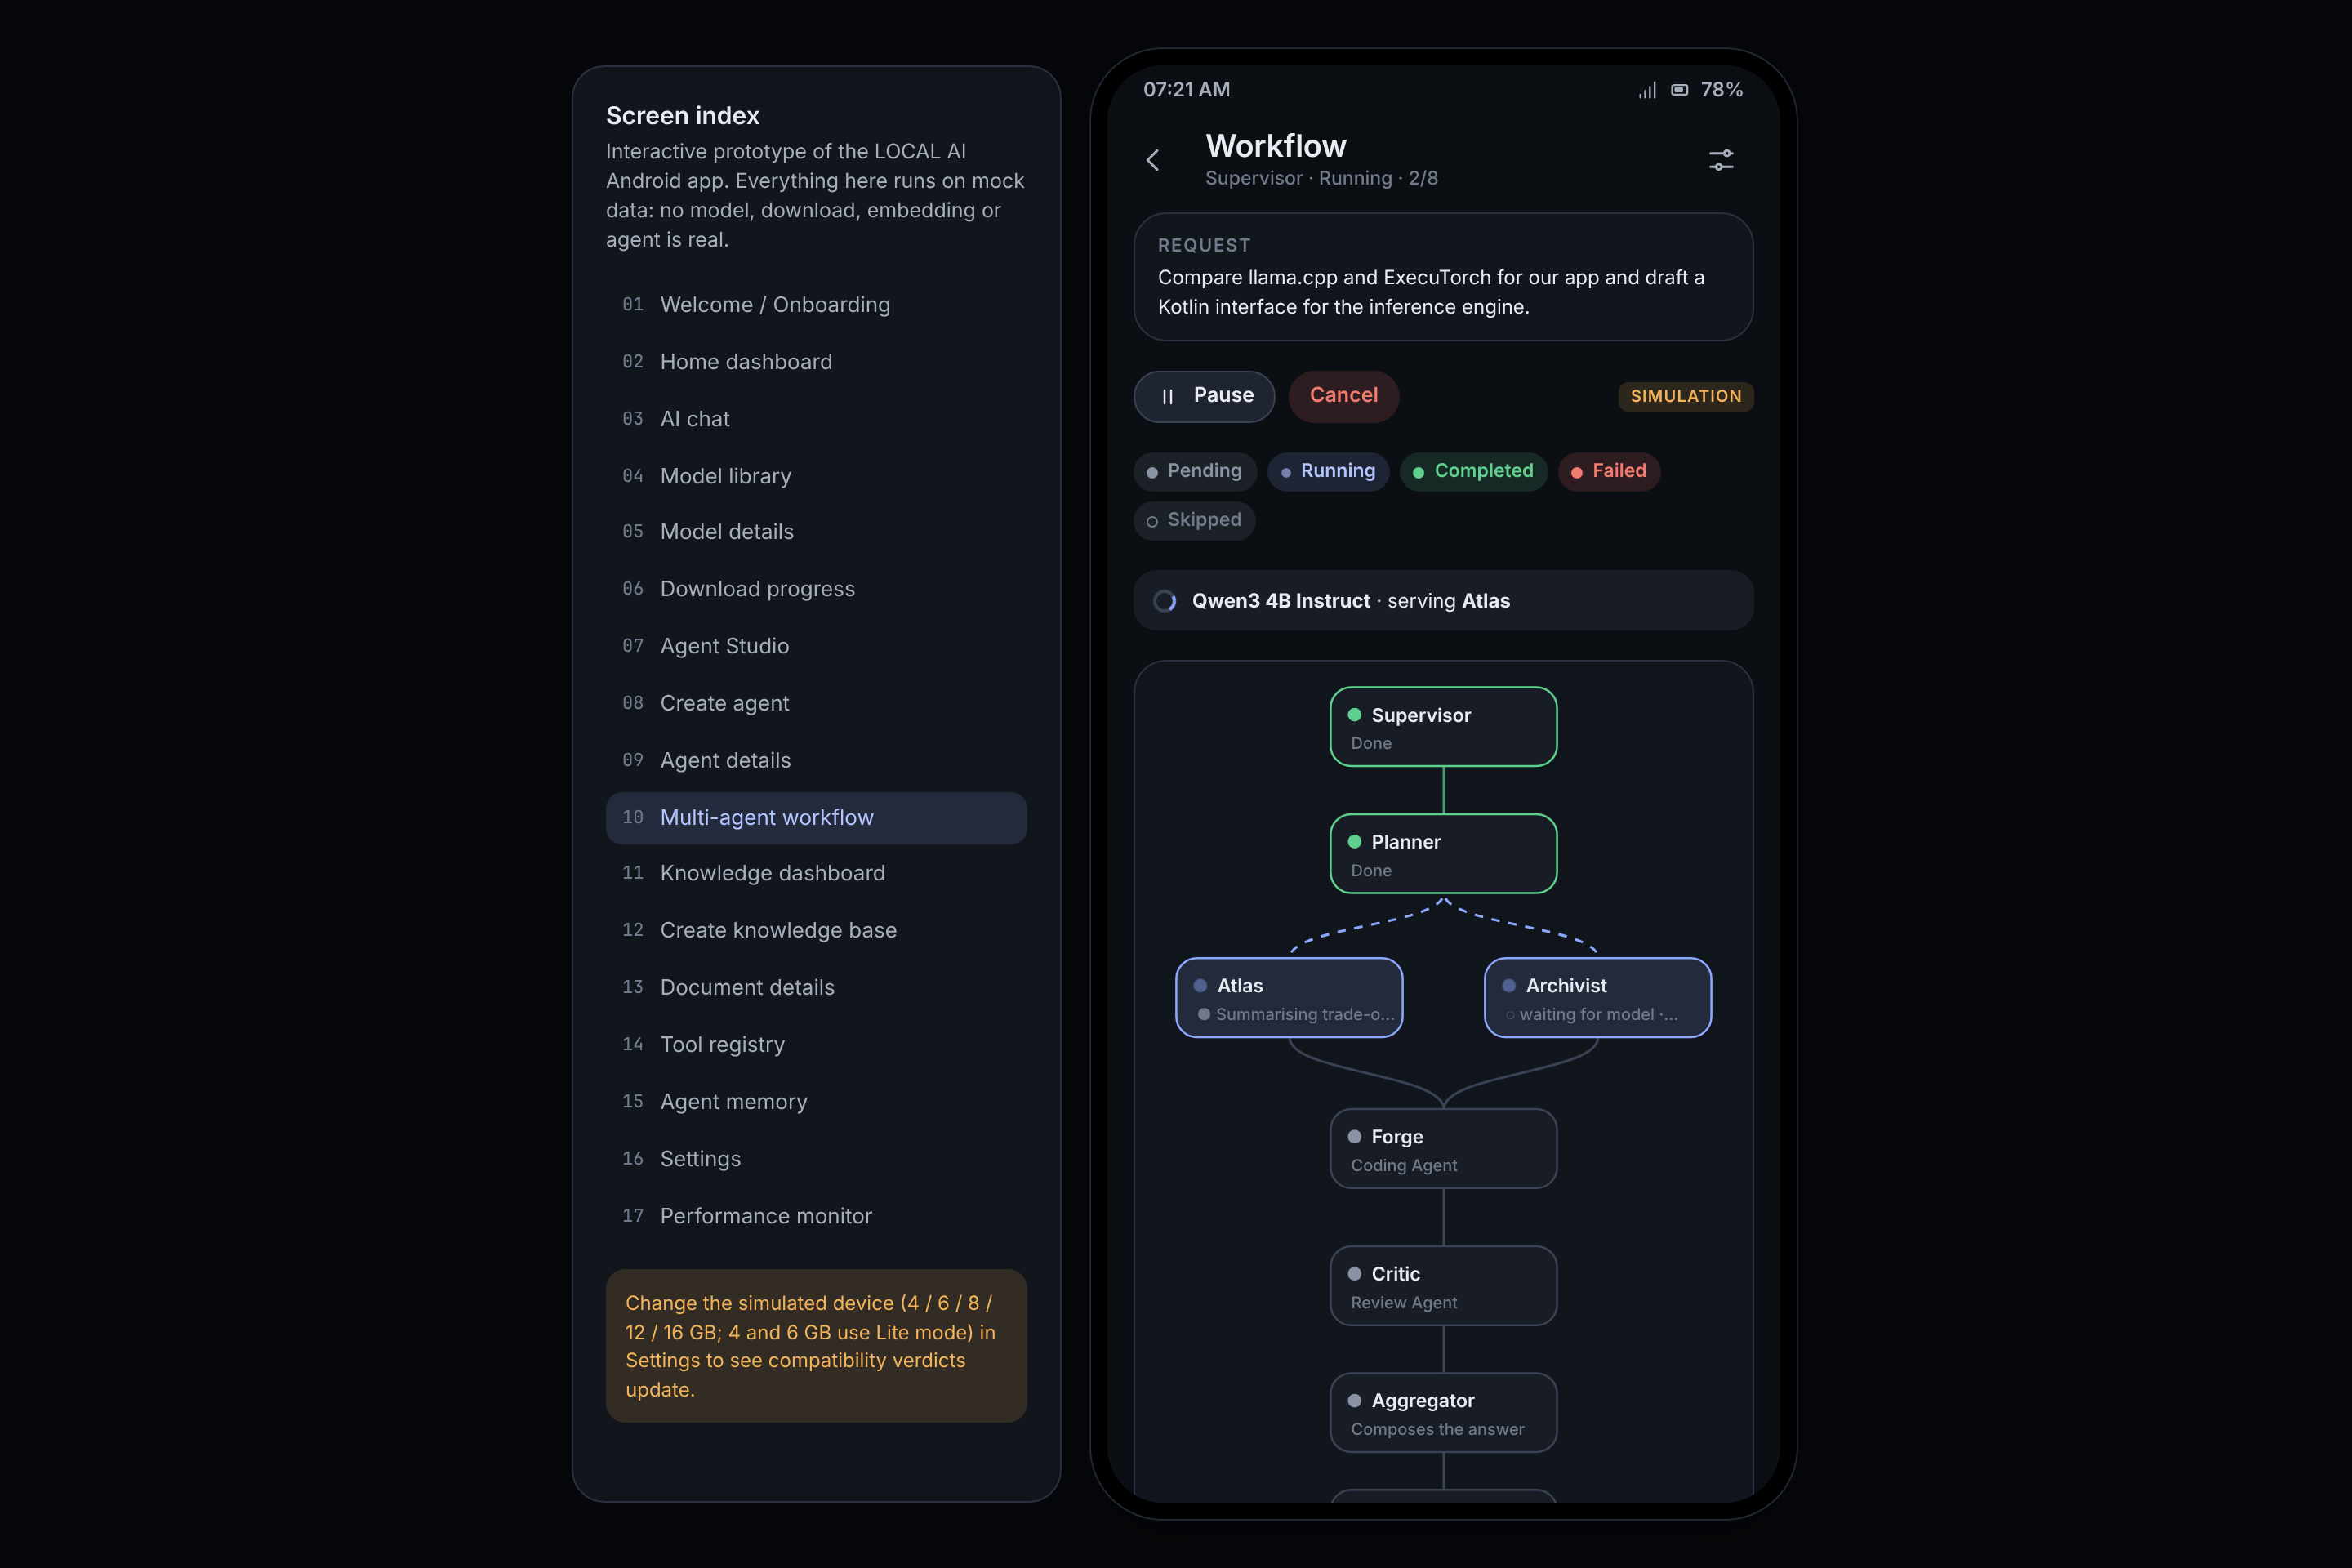 Screen index
Interactive prototype of the LOCAL AI
Android app. Everything here runs on mock
data: no model, download, embedding or
agent is real.
01 Welcome / Onboarding
02 Home dashboard
03 AI chat
04 Model library
05 Model details
06 Download progress
07 Agent Studio
08 Create agent
09 Agent details
10 Multi-agent workflow
11 Knowledge dashboard
12 Create knowledge base
13 Document details
14 Tool registry
15 Agent memory
16 Settings
17 Performance monitor
Change the simulated device (4 / 6 / 8 /
12 / 16 GB; 4 and 6 GB use Lite mode) in
Settings to see compatibility verdicts
update.
07:21 AM 78%
Workflow
Supervisor · Running · 2/8
REQUEST
Compare llama.cpp and ExecuTorch for our app and draft a
Kotlin interface for the inference engine.
Pause Cancel SIMULATION
Pending Running Completed Failed
Skipped
Qwen3 4B Instruct · serving Atlas
Supervisor
Done
Planner
Done
Atlas
Summarising trade-o...
Archivist
waiting for model ·...
Forge
Coding Agent
Critic
Review Agent
Aggregator
Composes the answer